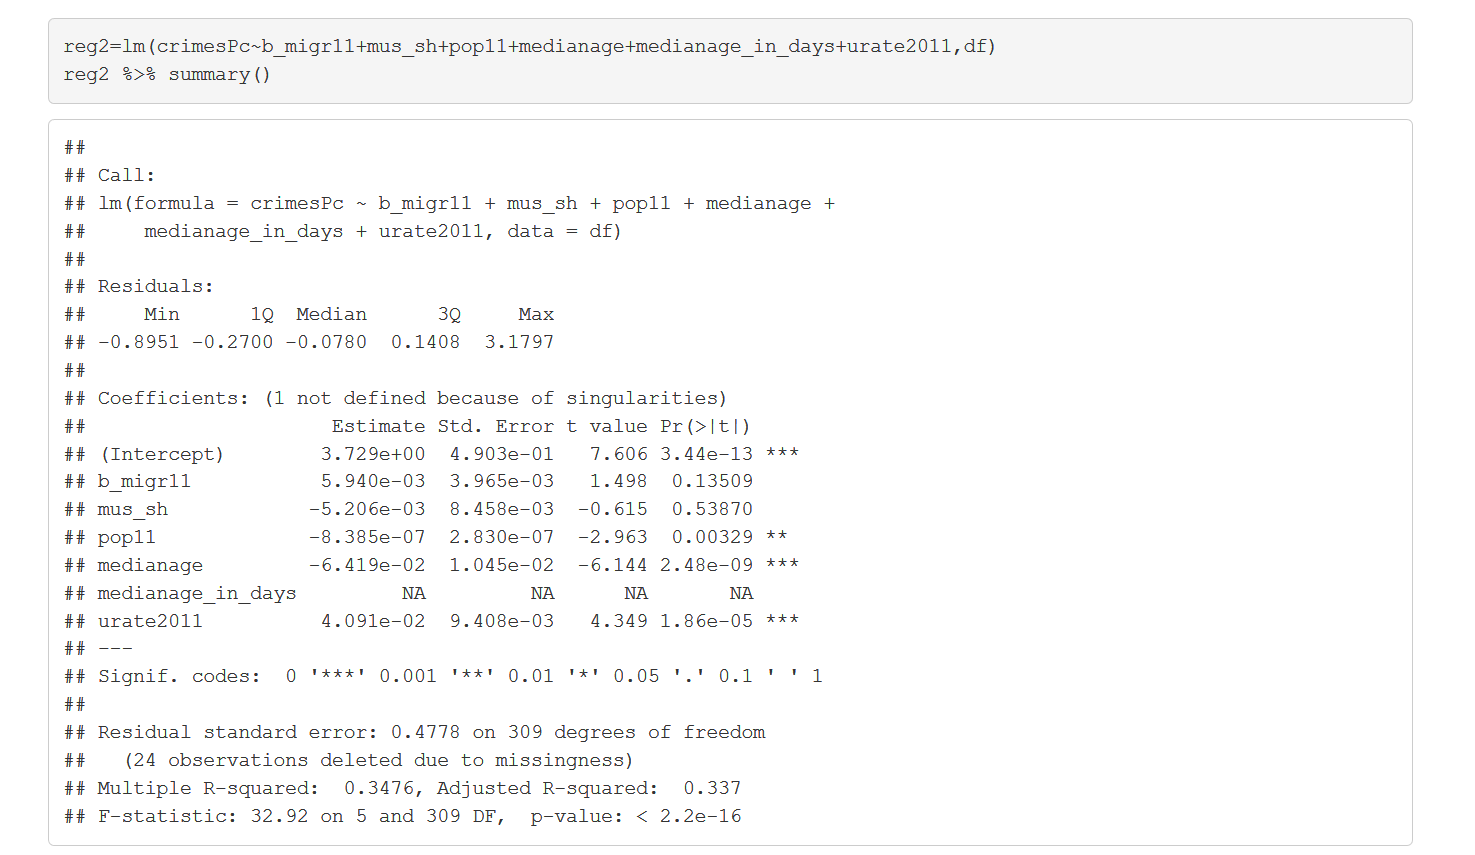 reg2=lm(crimesPc~b_migr11+mus_sh+pop11+medianage+medianage_in_days+urate2011,df)
reg2 %>% summary()
##
## Call:
## lm(formula = crimesPc ~ b_migr11 + mus_sh + pop11 + medianage +
##     medianage_in_days + urate2011, data = df)
##
## Residuals:
##     Min      1Q  Median      3Q     Max
## -0.8951 -0.2700 -0.0780  0.1408  3.1797
##
## Coefficients: (1 not defined because of singularities)
##                     Estimate Std. Error t value Pr(>|t|)
## (Intercept)        3.729e+00  4.903e-01   7.606 3.44e-13 ***
## b_migr11           5.940e-03  3.965e-03   1.498  0.13509
## mus_sh            -5.206e-03  8.458e-03  -0.615  0.53870
## pop11             -8.385e-07  2.830e-07  -2.963  0.00329 **
## medianage         -6.419e-02  1.045e-02  -6.144 2.48e-09 ***
## medianage_in_days         NA         NA      NA       NA
## urate2011          4.091e-02  9.408e-03   4.349 1.86e-05 ***
## ---
## Signif. codes:  0 '***' 0.001 '**' 0.01 '*' 0.05 '.' 0.1 ' ' 1
##
## Residual standard error: 0.4778 on 309 degrees of freedom
##   (24 observations deleted due to missingness)
## Multiple R-squared:  0.3476, Adjusted R-squared:  0.337
## F-statistic: 32.92 on 5 and 309 DF,  p-value: < 2.2e-16